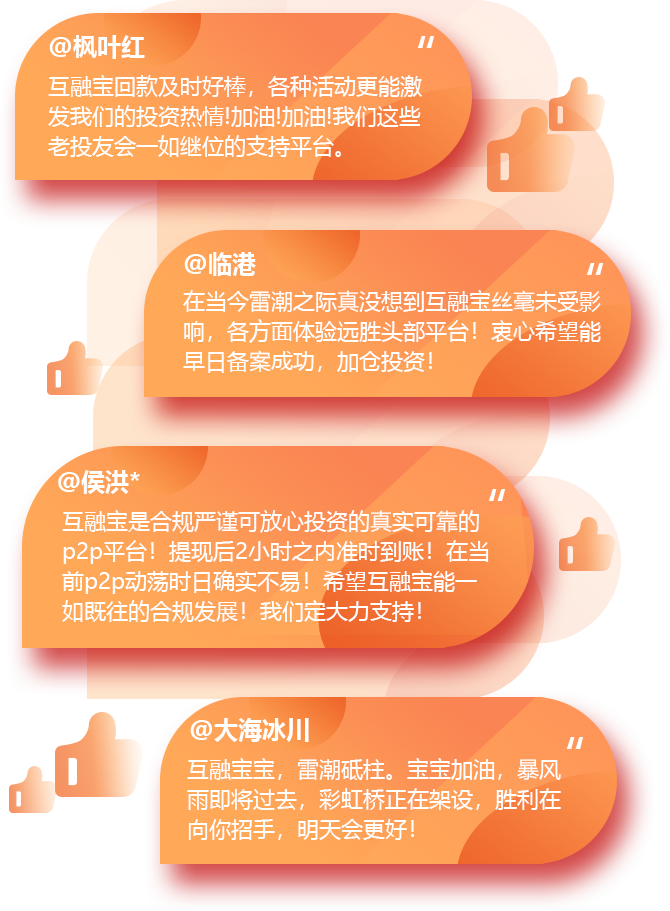 @枫叶红
互融宝回款及时好棒，各种活动更能激
发我们的投资热情!加油!加油!我们这些
老投友会一如继位的支持平台。
@临港
在当今雷潮之际真没想到互融宝丝毫未受影
响，各方面体验远胜头部平台！衷心希望能
早日备案成功，加仓投资！
@侯洪*
互融宝是合规严谨可放心投资的真实可靠的
p2p平台！提现后2小时之内准时到账！在当
前p2p动荡时日确实不易！希望互融宝能一
如既往的合规发展！我们定大力支持！
@大海冰川
互融宝宝，雷潮砥柱。宝宝加油，暴风
雨即将过去，彩虹桥正在架设，胜利在
向你招手，明天会更好！